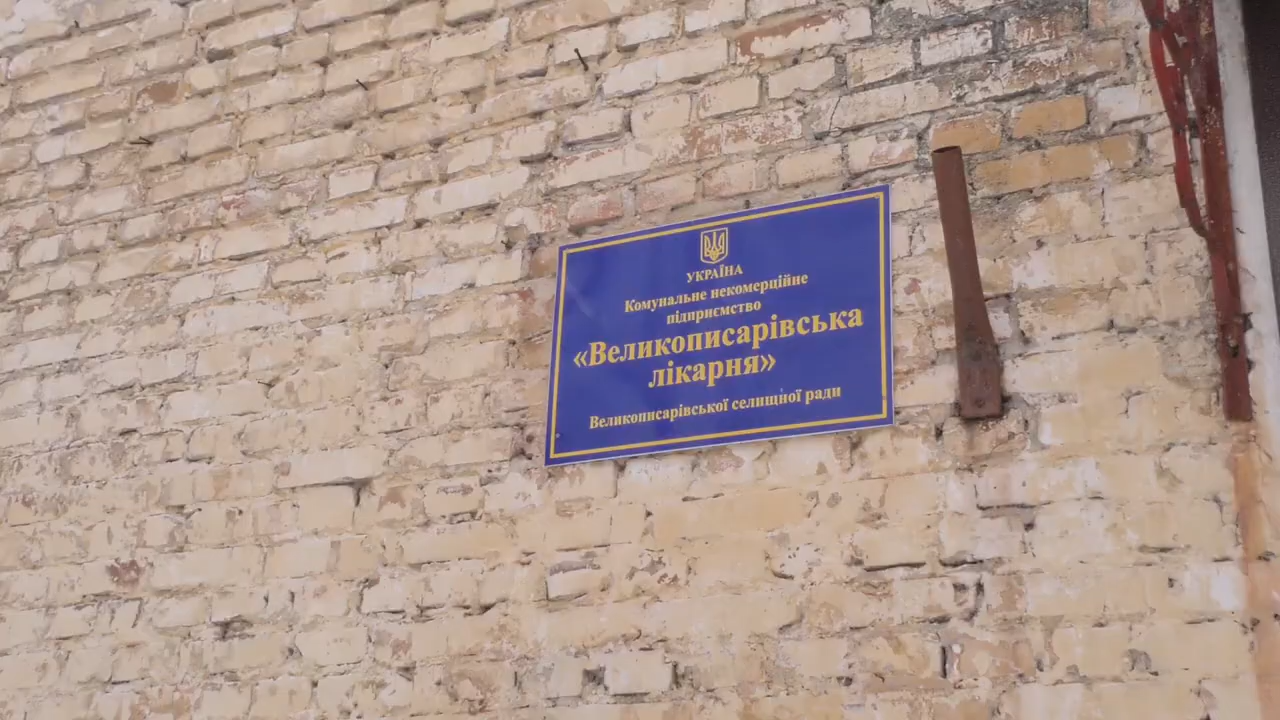 УКРАЇНА
Комунальне некомерційне
підприємство
«Великописарівська
лікарня»
Великописарівської селищної ради